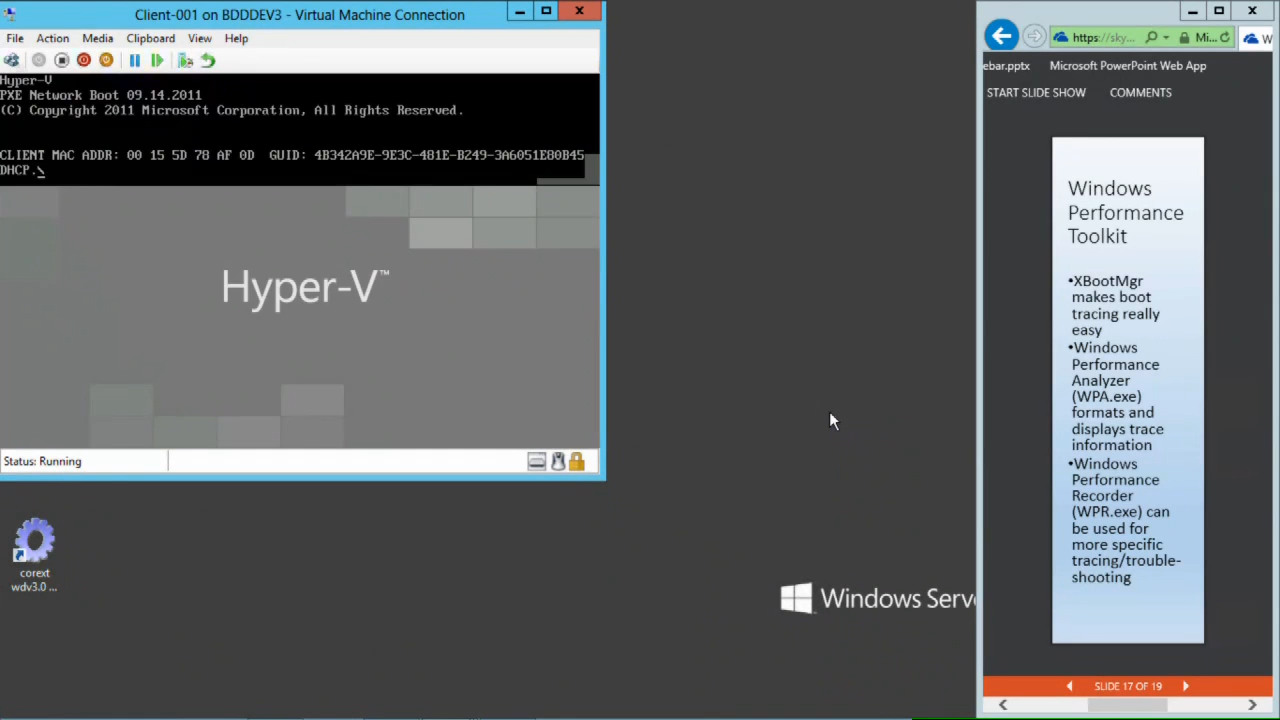 Client-001 on BDDDEV3 - Virtual Machine Connection
File Action Media Clipboard View Help
Hyper-V
PXE Network Boot 09.14.2011
(C) Copyright 2011 Microsoft Corporation, All Rights Reserved.
CLIENT MAC ADDR: 00 15 5D 78 AF 0D GUID: 4B342A9E-9E3C-481E-B249-3A6051E80B45
DHCP.\
Hyper-V™
Status: Running
corext
wdv3.0 ...
Windows Serve
https://sky... Mi... W
ebar.pptx Microsoft PowerPoint Web App
START SLIDE SHOW COMMENTS
Windows
Performance
Toolkit
•XBootMgr
makes boot
tracing really
easy
•Windows
Performance
Analyzer
(WPA.exe)
formats and
displays trace
information
•Windows
Performance
Recorder
(WPR.exe) can
be used for
more specific
tracing/trouble-
shooting
SLIDE 17 OF 19